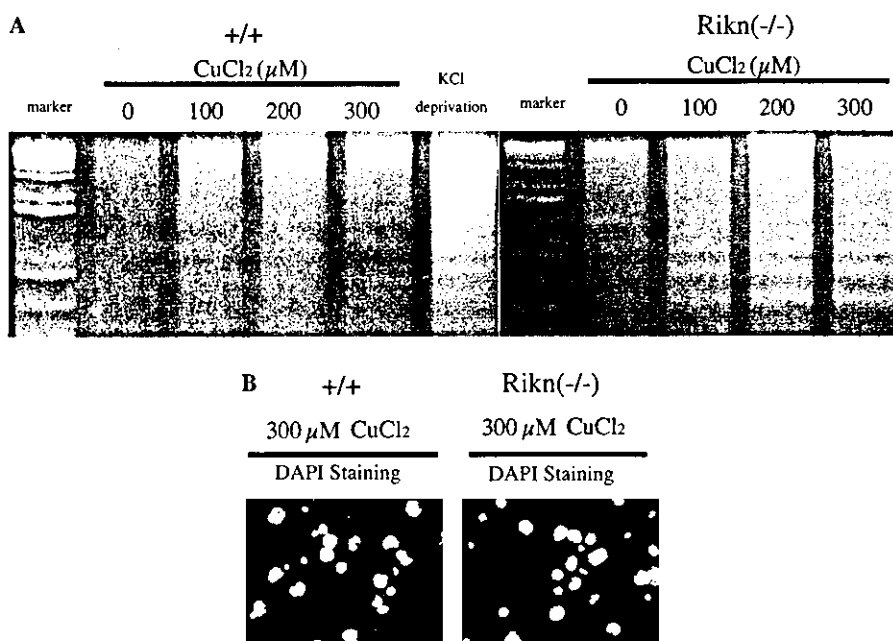 A
+/+
CuCl2 (µM)
marker 0 100 200 300
KCl
deprivation
Rikn(-/-)
CuCl2 (µM)
marker 0 100 200 300
B
+/+
300 µM CuCl2
DAPI Staining
Rikn(-/-)
300 µM CuCl2
DAPI Staining